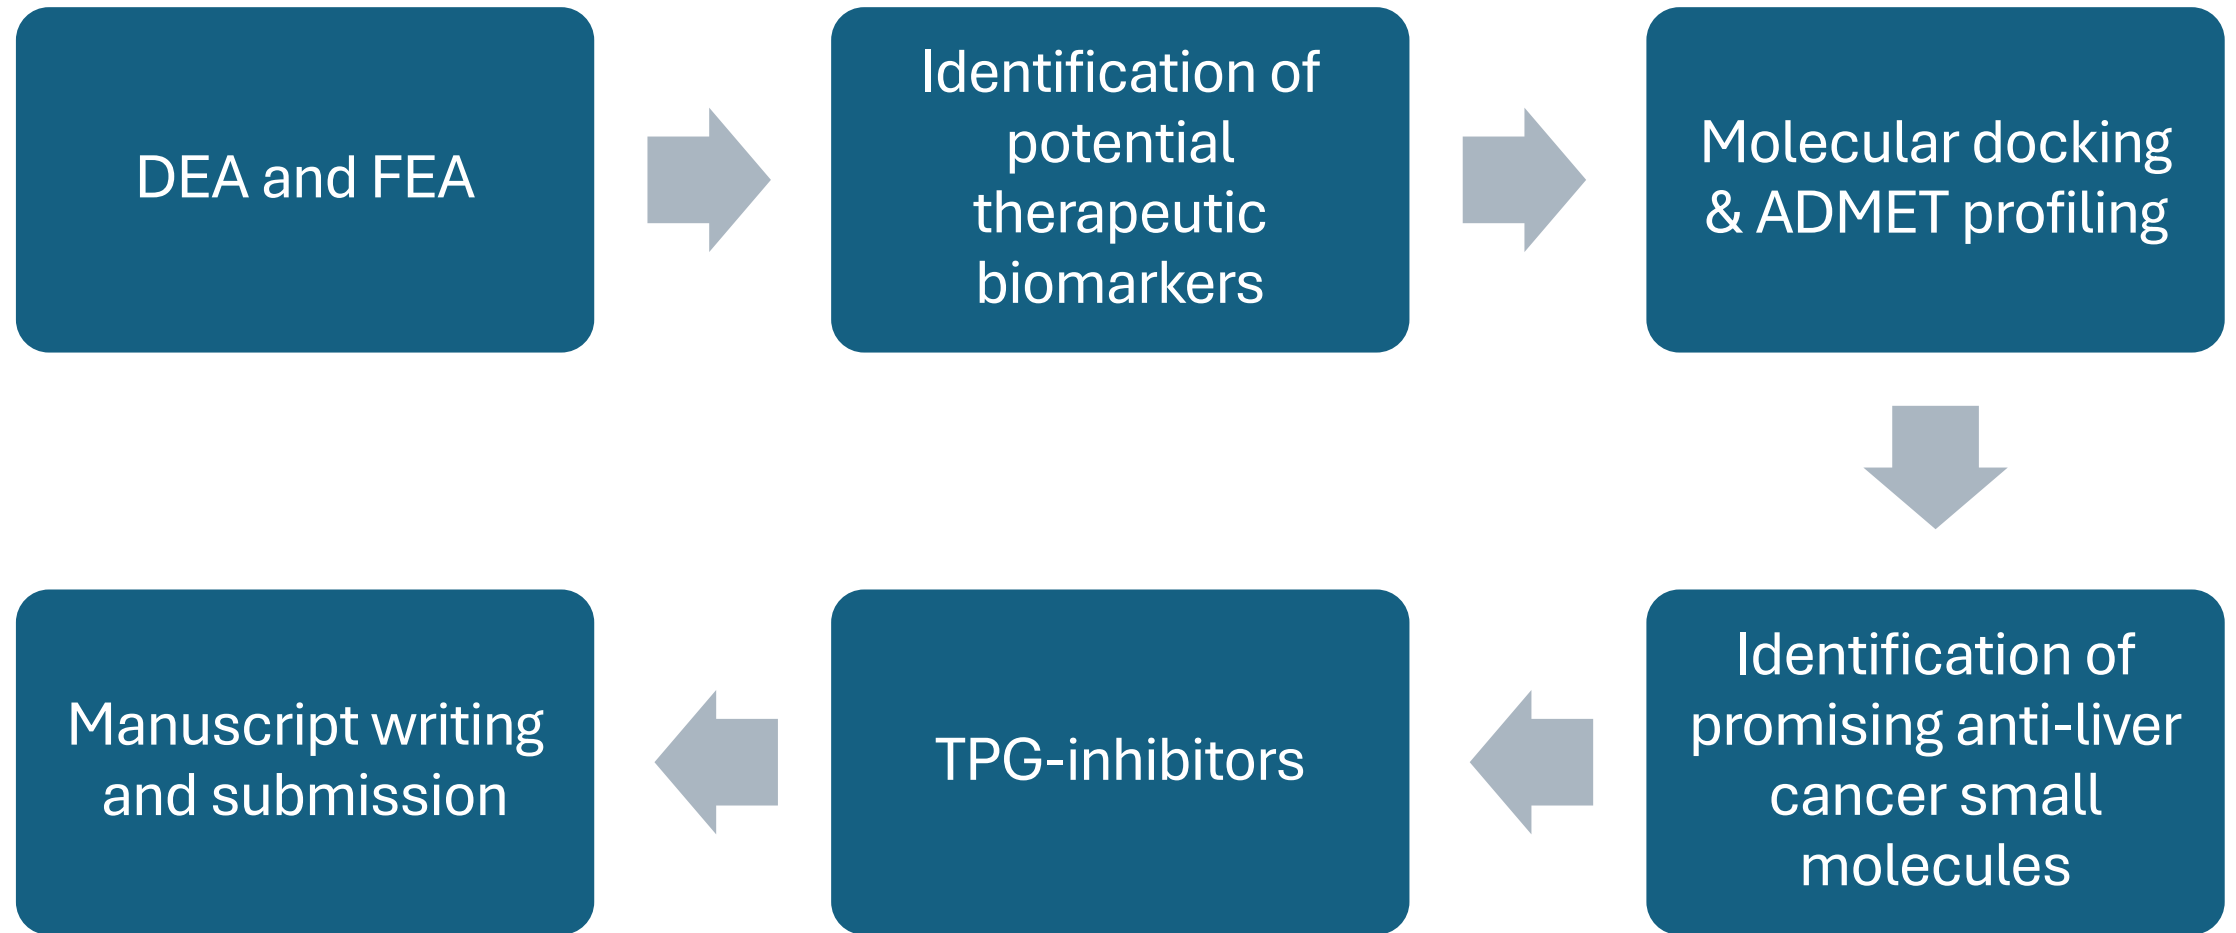 DEA and FEA
Identification of
potential
therapeutic
biomarkers
Molecular docking
& ADMET profiling
Identification of
promising anti-liver
cancer small
molecules
TPG-inhibitors
Manuscript writing
and submission